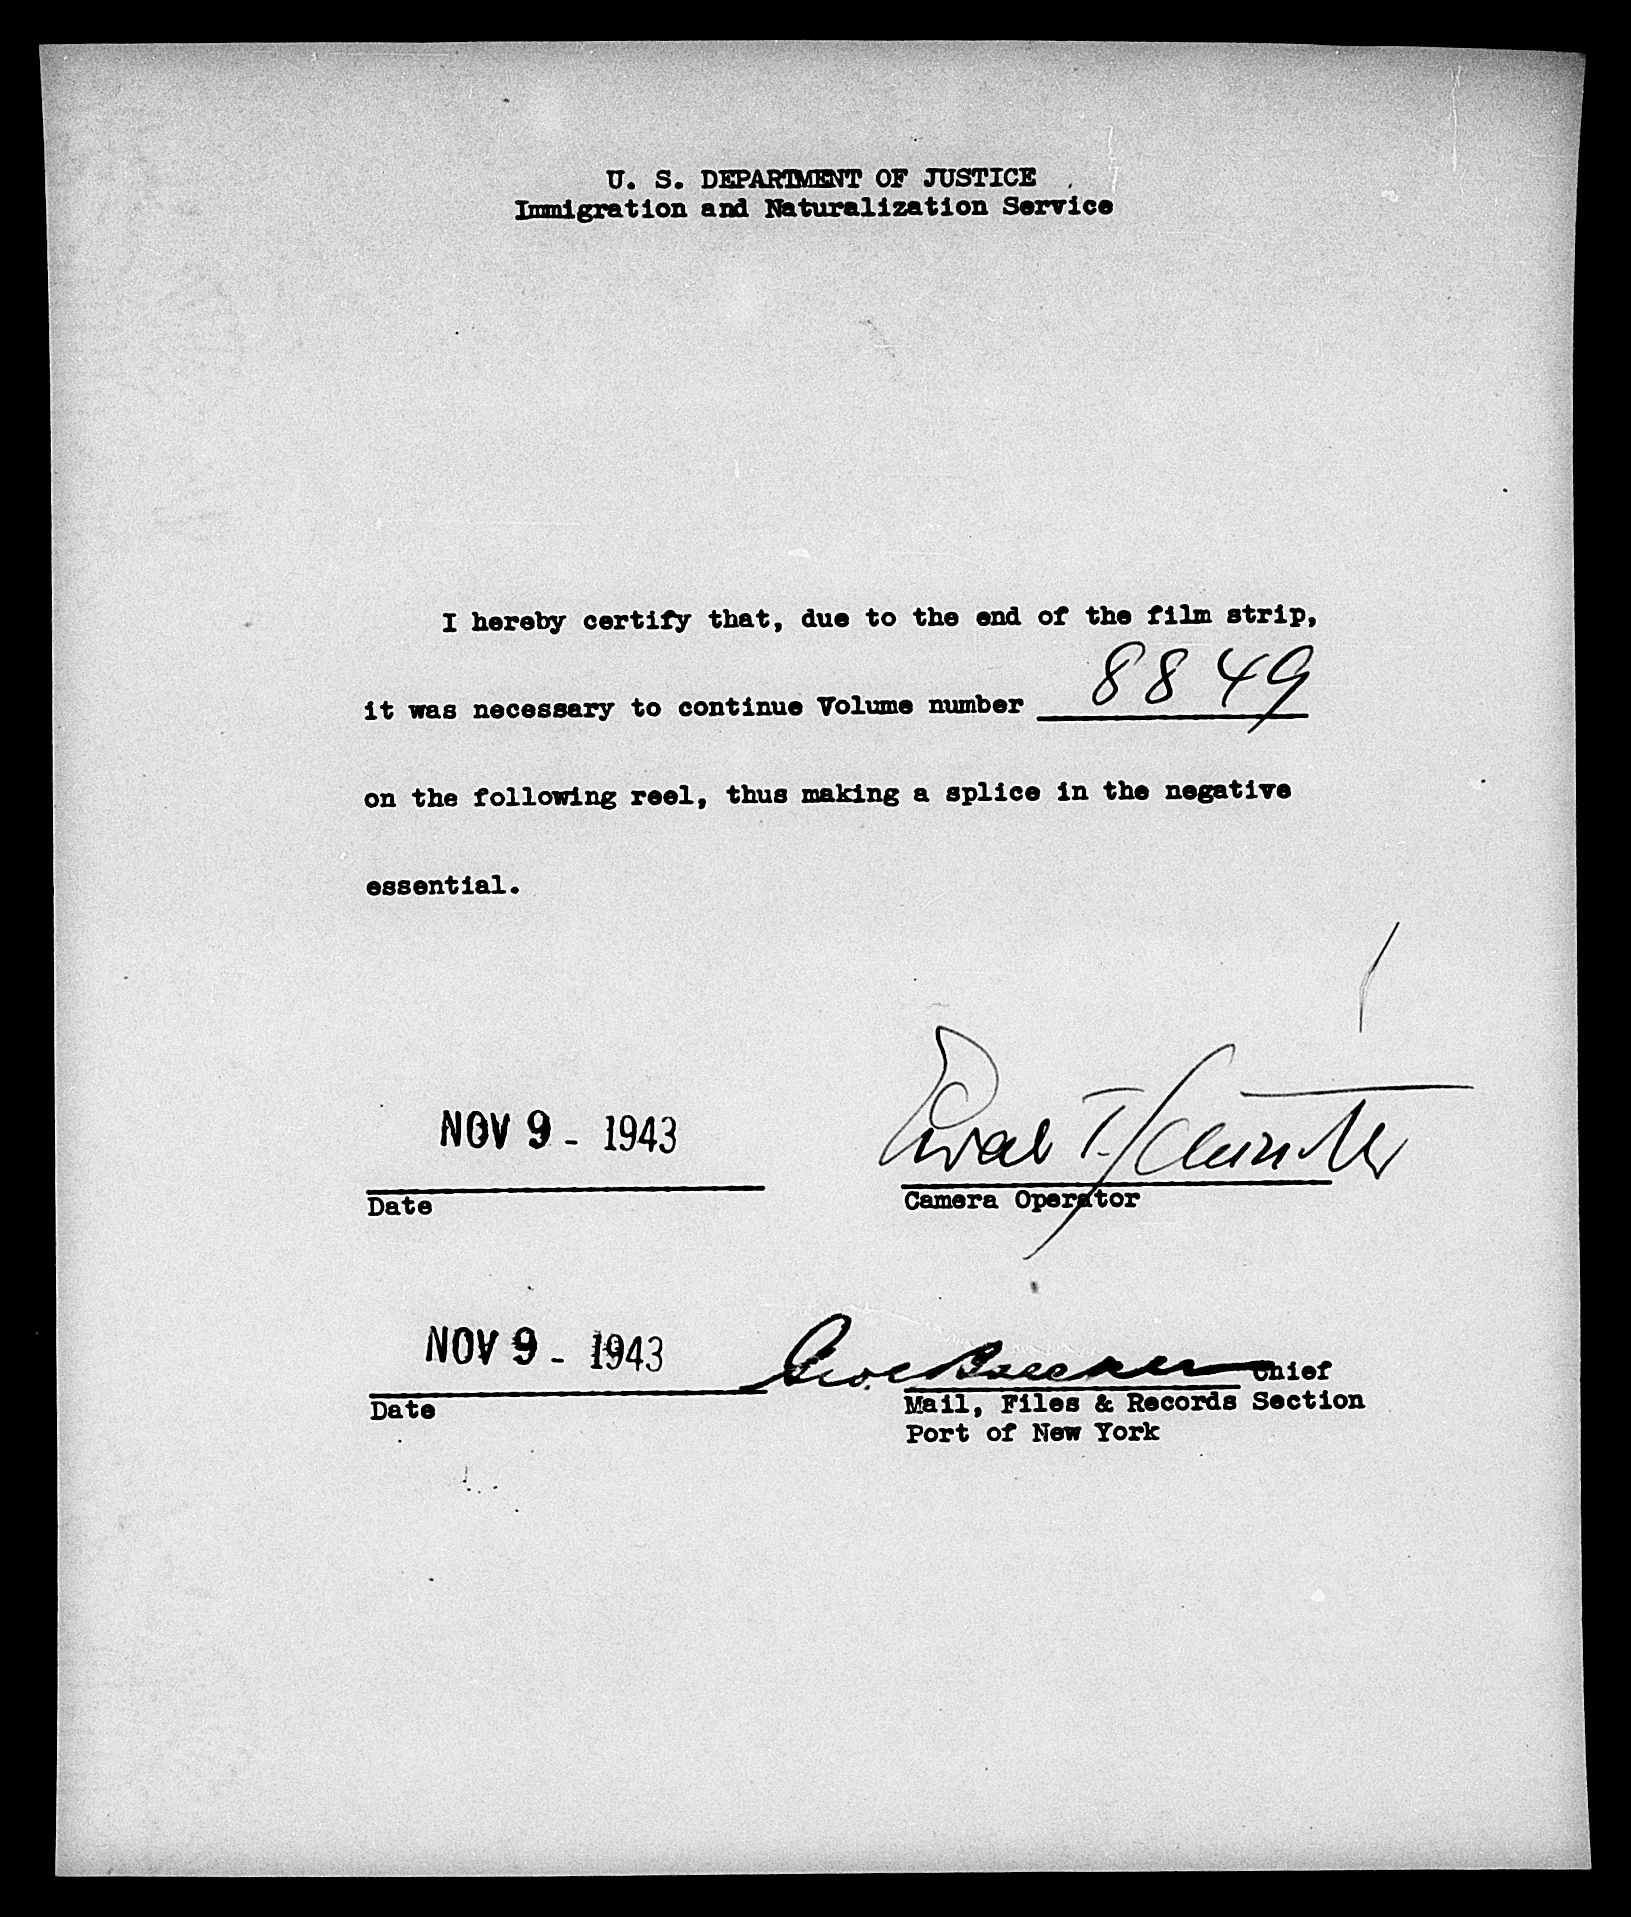 U. S. DEPARTMENT OF JUSTICE
Immigration and Naturalization Service
I hereby certify that, due to the end of the film strip,
it was necessary to continue Volume number 8849
on the following reel, thus making a splice in the negative
essential.
NOV 9 - 1943
Date
Camera Operator
NOV 9 - 1943
Chief
Date
Mail, Files & Records Section
Port of New York